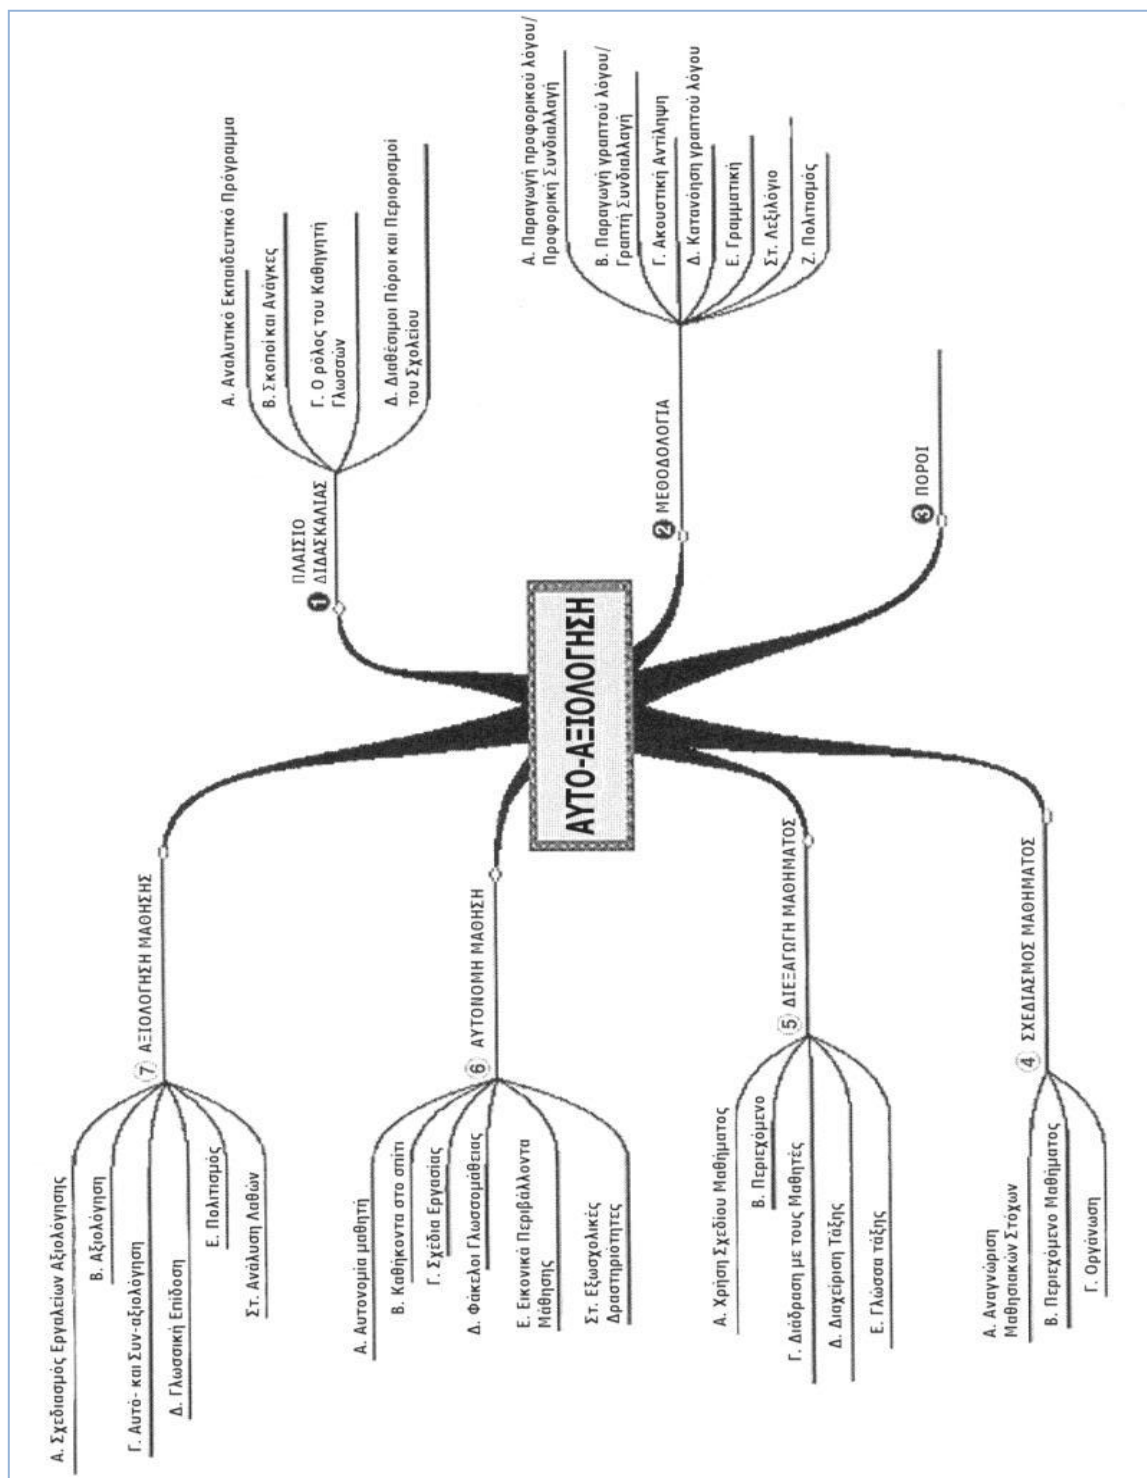 ΑΥΤΟ-ΑΞΙΟΛΟΓΗΣΗ
1 ΠΛΑΙΣΙΟ
ΔΙΔΑΣΚΑΛΙΑΣ
Α. Αναλυτικό Εκπαιδευτικό Πρόγραμμα
Β. Σκοποί και Ανάγκες
Γ. Ο ρόλος του Καθηγητή
Γλωσσών
Δ. Διαθέσιμοι Πόροι και Περιορισμοί
του Σχολείου
2 ΜΕΘΟΔΟΛΟΓΙΑ
Α. Παραγωγή προφορικού λόγου/
Προφορική Συνδιαλλαγή
Β. Παραγωγή γραπτού λόγου/
Γραπτή Συνδιαλλαγή
Γ. Ακουστική Αντίληψη
Δ. Κατανόηση γραπτού λόγου
Ε. Γραμματική
Στ. Λεξιλόγιο
Ζ. Πολιτισμός
3 ΠΟΡΟΙ
4 ΣΧΕΔΙΑΣΜΟΣ ΜΑΘΗΜΑΤΟΣ
Α. Αναγνώριση
Μαθησιακών Στόχων
Β. Περιεχόμενο Μαθήματος
Γ. Οργάνωση
5 ΔΙΕΞΑΓΩΓΗ ΜΑΘΗΜΑΤΟΣ
Α. Χρήση Σχεδίου Μαθήματος
Β. Περιεχόμενο
Γ. Διάδραση με τους Μαθητές
Δ. Διαχείριση Τάξης
Ε. Γλώσσα τάξης
6 ΑΥΤΟΝΟΜΗ ΜΑΘΗΣΗ
Α. Αυτονομία μαθητή
Β. Καθήκοντα στο σπίτι
Γ. Σχέδια Εργασίας
Δ. Φάκελοι Γλωσσομάθειας
Ε. Εικονικά Περιβάλλοντα
Μάθησης
Στ. Εξωσχολικές
Δραστηριότητες
7 ΑΞΙΟΛΟΓΗΣΗ ΜΑΘΗΣΗΣ
Α. Σχεδιασμός Εργαλείων Αξιολόγησης
Β. Αξιολόγηση
Γ. Αυτό- και Συν-αξιολόγηση
Δ. Γλωσσική Επίδοση
Ε. Πολιτισμός
Στ. Ανάλυση Λαθών